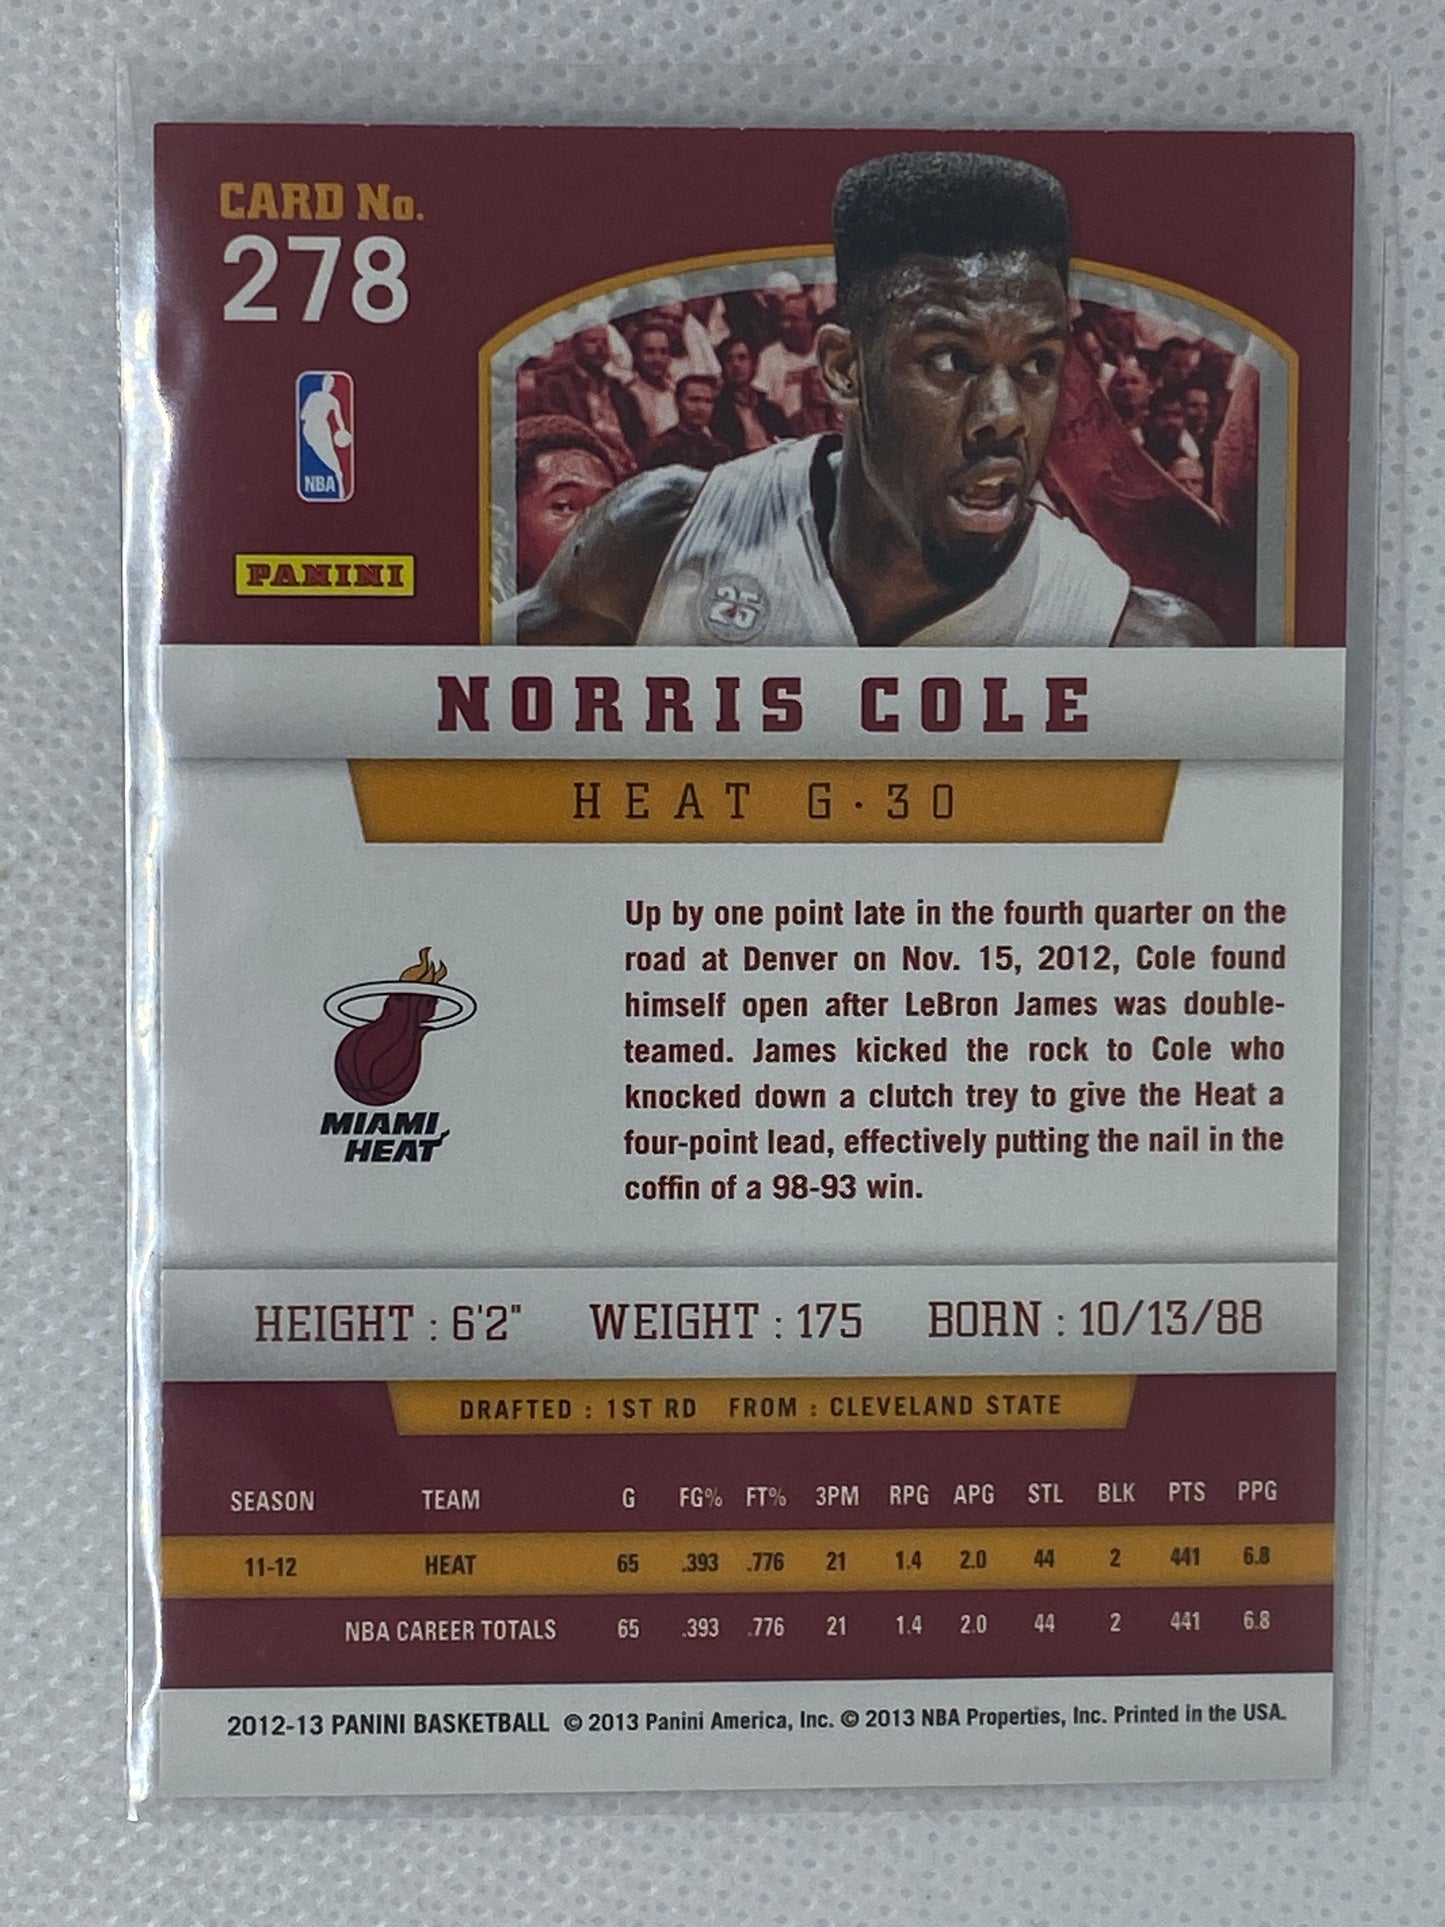 CARD No.
278
NBA
PANINI
25
NORRIS COLE
HEAT G·30
Up by one point late in the fourth quarter on the
road at Denver on Nov. 15, 2012, Cole found
himself open after LeBron James was double-
teamed. James kicked the rock to Cole who
knocked down a clutch trey to give the Heat a
four-point lead, effectively putting the nail in the
coffin of a 98-93 win.
MIAMI
HEAT
HEIGHT : 6'2" WEIGHT : 175 BORN : 10/13/88
DRAFTED : 1ST RD FROM : CLEVELAND STATE
SEASON TEAM G FG% FT% 3PM RPG APG STL BLK PTS PPG
11-12 HEAT 65 .393 .776 21 1.4 2.0 44 2 441 6.8
NBA CAREER TOTALS 65 .393 .776 21 1.4 2.0 44 2 441 6.8
2012-13 PANINI BASKETBALL © 2013 Panini America, Inc. © 2013 NBA Properties, Inc. Printed in the USA.